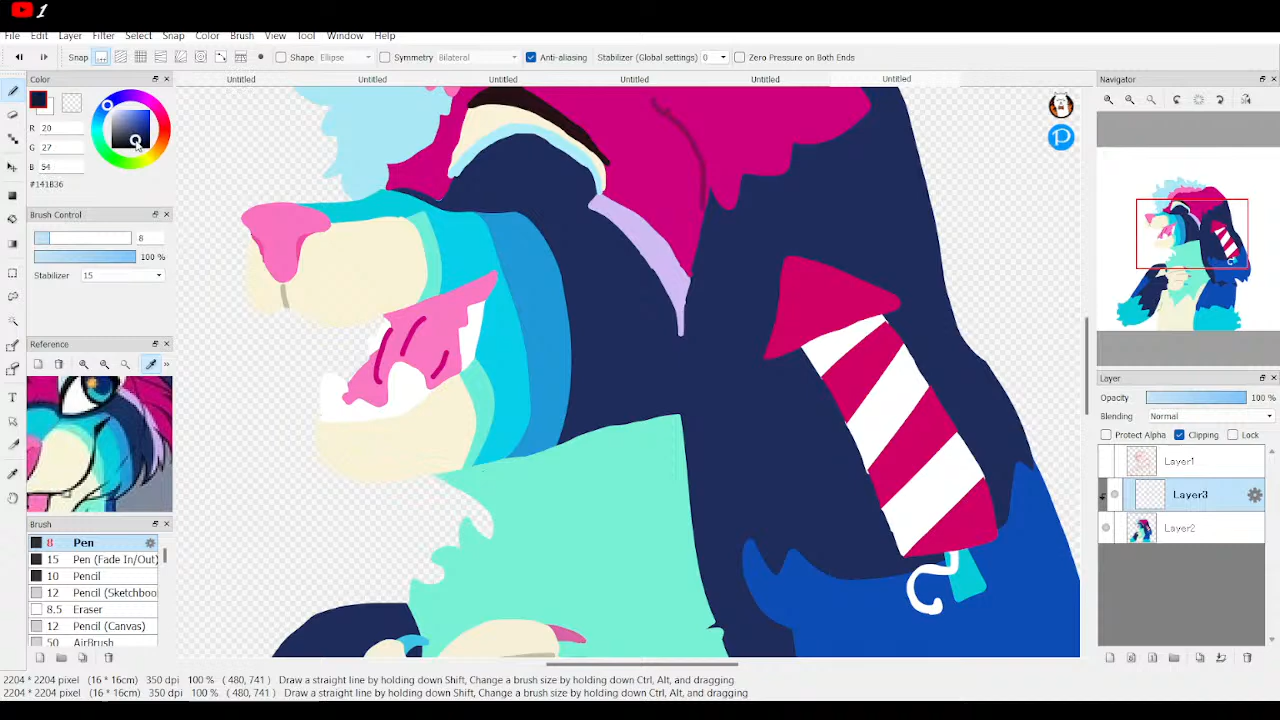 1
File Edit Layer Filter Select Snap Color Brush View Tool Window Help
Snap Shape Ellipse Symmetry Bilateral Anti-aliasing Stabilizer (Global settings) 0 Zero Pressure on Both Ends
Color
Untitled Untitled Untitled Untitled Untitled Untitled
Navigator
R 20
G 27
B 54
#141B36
Brush Control
8
100 %
Stabilizer 15
Reference
Layer
Opacity 100 %
Blending Normal
Protect Alpha Clipping Lock
Layer1
Layer3
Layer2
Brush
8 Pen
15 Pen (Fade In/Out)
10 Pencil
12 Pencil (Sketchboo
8.5 Eraser
12 Pencil (Canvas)
50 AirBrush
2204 * 2204 pixel (16 * 16cm) 350 dpi 100 % ( 480, 741) Draw a straight line by holding down Shift, Change a brush size by holding down Ctrl, Alt, and dragging
2204 * 2204 pixel (16 * 16cm) 350 dpi 100 % ( 480, 741) Draw a straight line by holding down Shift, Change a brush size by holding down Ctrl, Alt, and dragging